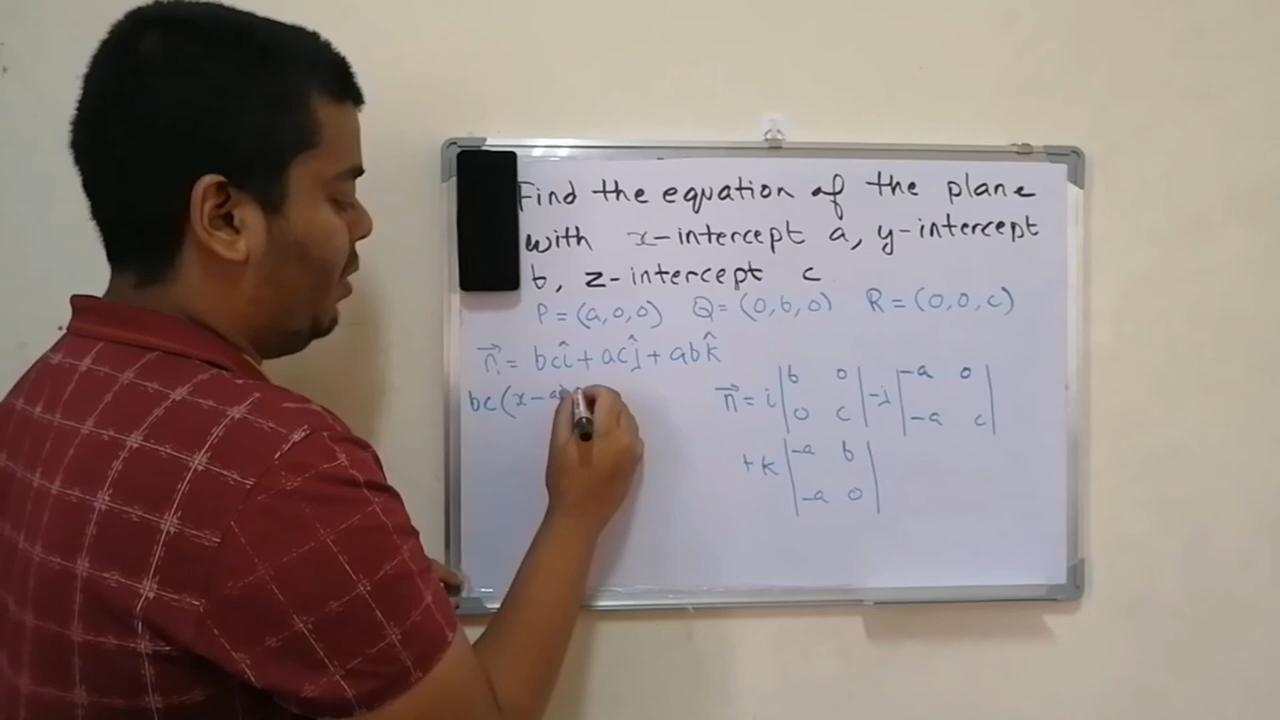 Find the equation of the plane
with x-intercept a, y-intercept
b, z-intercept c
P = (a,0,0) Q = (0,b,0) R = (0,0,c)
n⃗ = bcî + acĵ + abk̂
bc(x-a)
n⃗ = i |b 0| - j |-a 0|
|0 c| |-a c|
+k |-a b|
|-a 0|